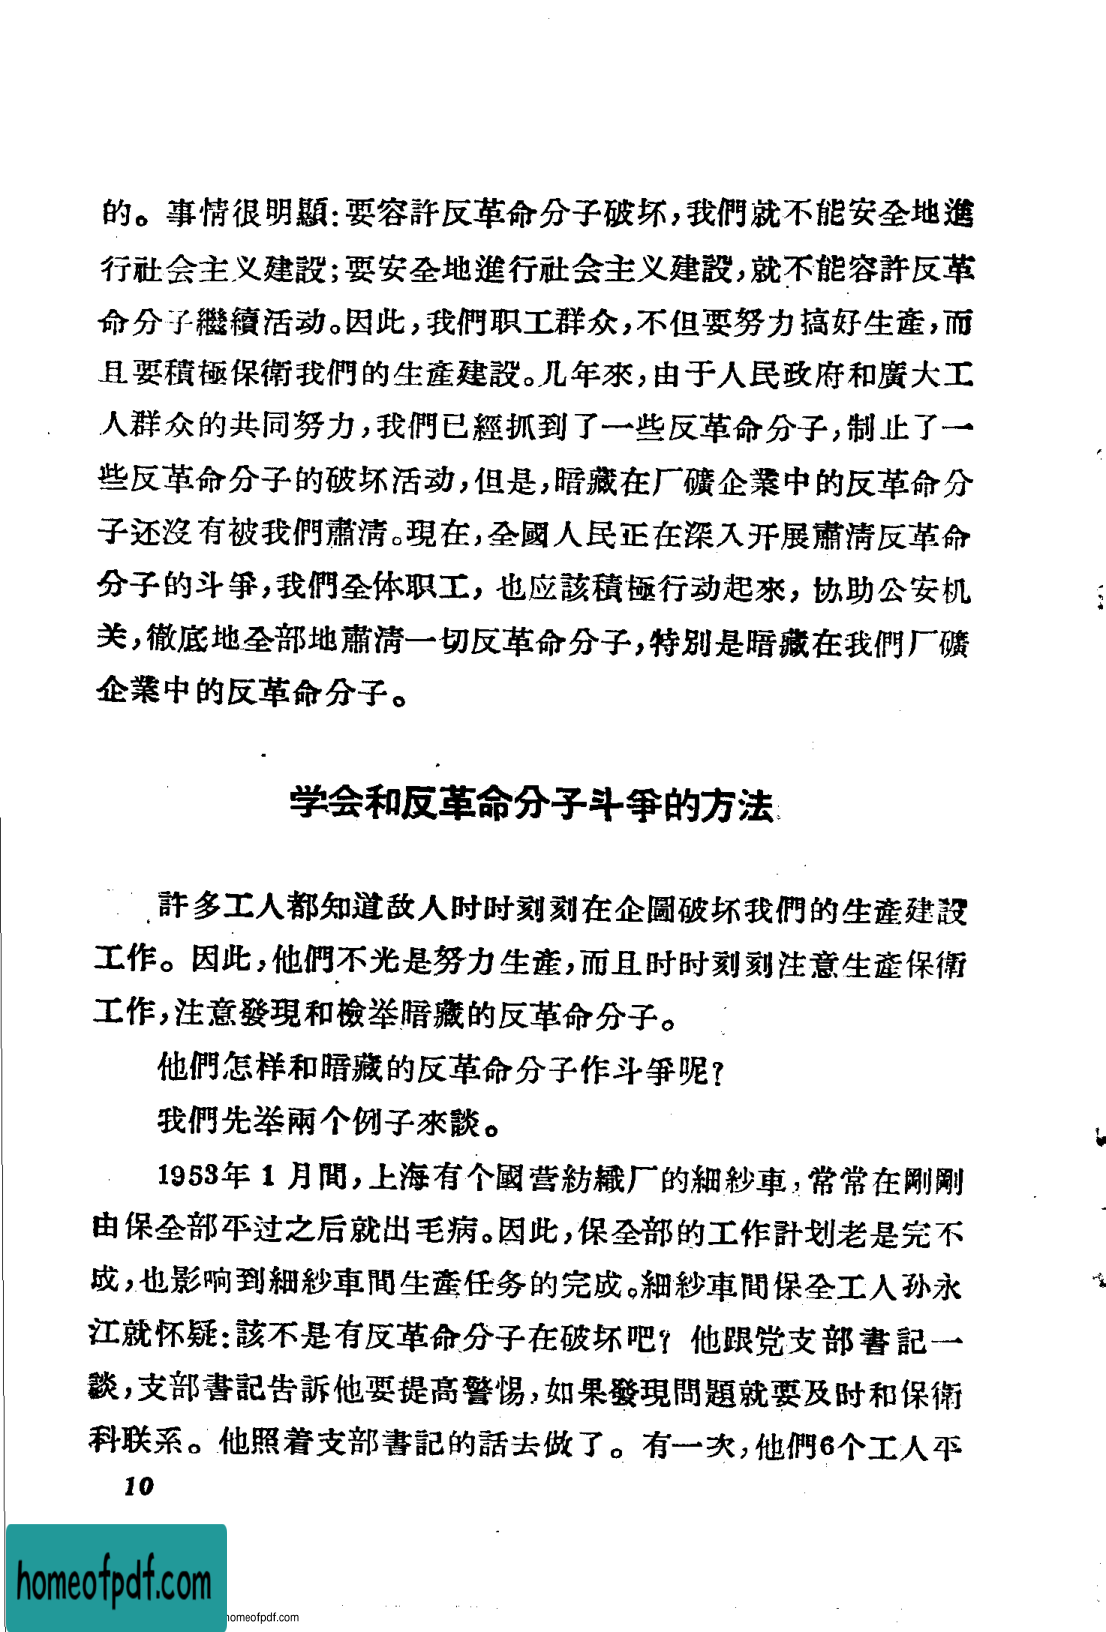 的。事情很明顯:要容許反革命分子破坏,我們就不能安全地進
行社会主义建設;要安全地進行社会主义建設,就不能容許反革
命分子繼續活动。因此,我們职工群众,不但要努力搞好生產,而
且要積極保衛我們的生產建設。几年來,由于人民政府和廣大工
人群众的共同努力,我們已經抓到了一些反革命分子,制止了一
些反革命分子的破坏活动,但是,暗藏在厂礦企業中的反革命分
子还沒有被我們肅清。現在,全國人民正在深入开展肅清反革命
分子的斗爭,我們全体职工,也应該積極行动起來,协助公安机
关,徹底地全部地肅清一切反革命分子,特別是暗藏在我們厂礦
企業中的反革命分子。
学会和反革命分子斗爭的方法
許多工人都知道敌人时时刻刻在企圖破坏我們的生產建設
工作。因此,他們不光是努力生產,而且时时刻刻注意生產保衛
工作,注意發現和檢举暗藏的反革命分子。
他們怎样和暗藏的反革命分子作斗爭呢?
我們先举兩个例子來談。
1953年1月間,上海有个國营紡織厂的細紗車,常常在剛剛
由保全部平过之后就出毛病。因此,保全部的工作計划老是完不
成,也影响到細紗車間生產任务的完成。細紗車間保全工人孙永
江就怀疑:該不是有反革命分子在破坏吧?他跟党支部書記一
談,支部書記告訴他要提高警惕,如果發現問題就要及时和保衛
科联系。他照着支部書記的話去做了。有一次,他們6个工人平
10
homeofpdf.com
homeofpdf.com